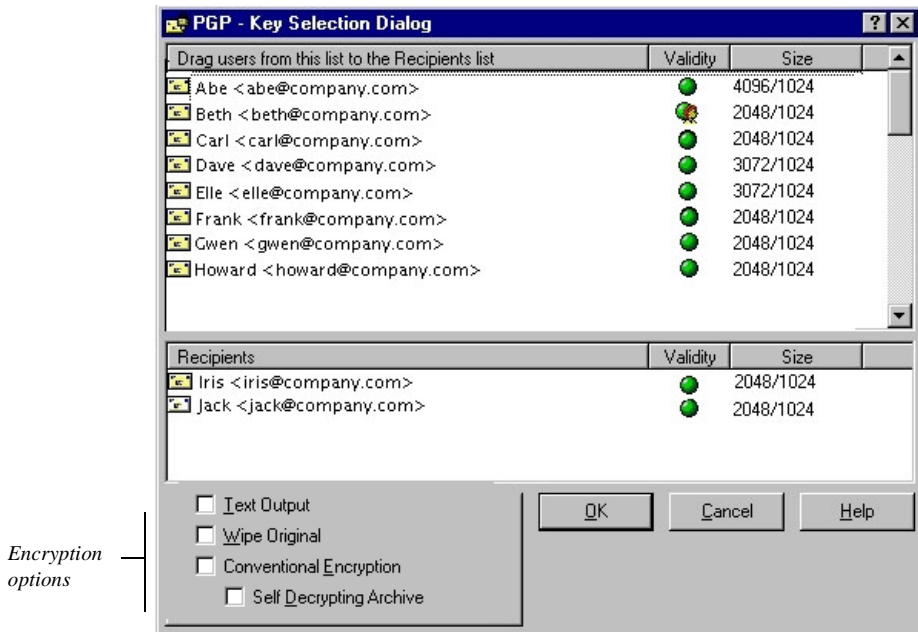 PGP - Key Selection Dialog
Drag users from this list to the Recipients list Validity Size
Abe <abe@company.com> 4096/1024
Beth <beth@company.com> 2048/1024
Carl <carl@company.com> 2048/1024
Dave <dave@company.com> 3072/1024
Elle <elle@company.com> 3072/1024
Frank <frank@company.com> 2048/1024
Gwen <gwen@company.com> 2048/1024
Howard <howard@company.com> 2048/1024
Recipients Validity Size
Iris <iris@company.com> 2048/1024
Jack <jack@company.com> 2048/1024
Text Output
Wipe Original
Conventional Encryption
Self Decrypting Archive
OK Cancel Help
Encryption
options